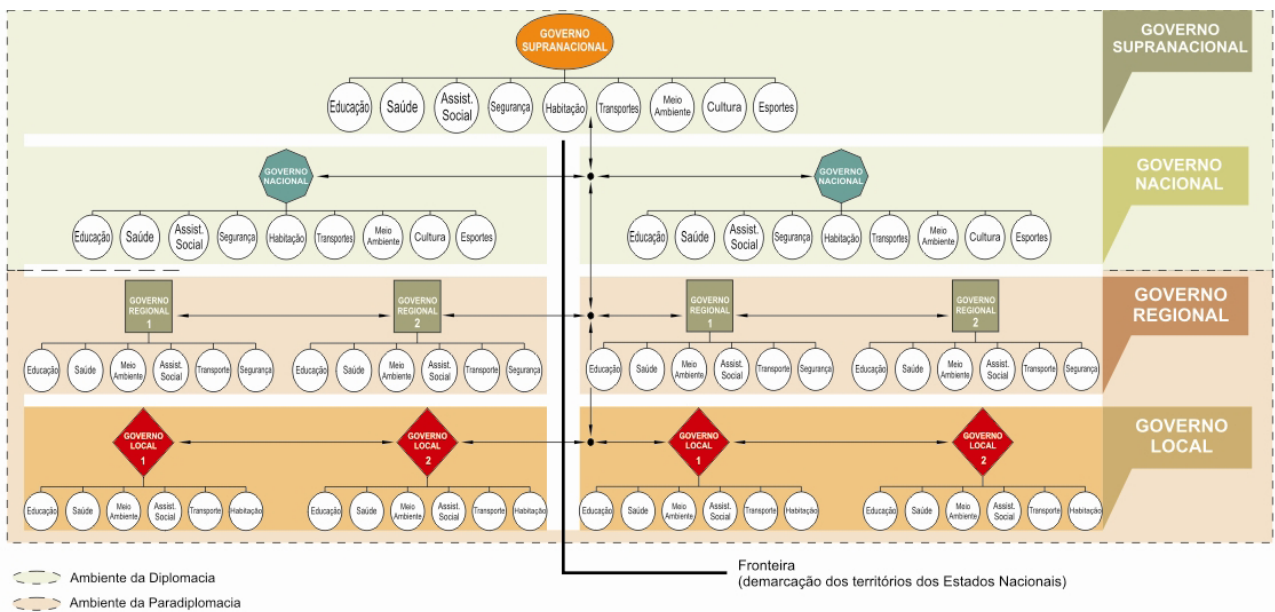 GOVERNO
SUPRANACIONAL
GOVERNO
SUPRANACIONAL
Educação Saúde Assist. Social Segurança Habitação Transportes Meio Ambiente Cultura Esportes
GOVERNO
NACIONAL
GOVERNO
NACIONAL
GOVERNO
NACIONAL
Educação Saúde Assist. Social Segurança Habitação Transportes Meio Ambiente Cultura Esportes
Educação Saúde Assist. Social Segurança Habitação Transportes Meio Ambiente Cultura Esportes
GOVERNO
REGIONAL
1
GOVERNO
REGIONAL
2
GOVERNO
REGIONAL
1
GOVERNO
REGIONAL
2
GOVERNO
REGIONAL
Educação Saúde Meio Ambiente Assist. Social Transporte Segurança
Educação Saúde Meio Ambiente Assist. Social Transporte Segurança
Educação Saúde Meio Ambiente Assist. Social Transporte Segurança
Educação Saúde Meio Ambiente Assist. Social Transporte Segurança
GOVERNO
LOCAL
1
GOVERNO
LOCAL
2
GOVERNO
LOCAL
1
GOVERNO
LOCAL
2
GOVERNO
LOCAL
Educação Saúde Meio Ambiente Assist. Social Transporte Habitação
Educação Saúde Meio Ambiente Assist. Social Transporte Habitação
Educação Saúde Meio Ambiente Assist. Social Transporte Habitação
Educação Saúde Meio Ambiente Assist. Social Transporte Habitação
Fronteira
(demarcação dos territórios dos Estados Nacionais)
Ambiente da Diplomacia
Ambiente da Paradiplomacia